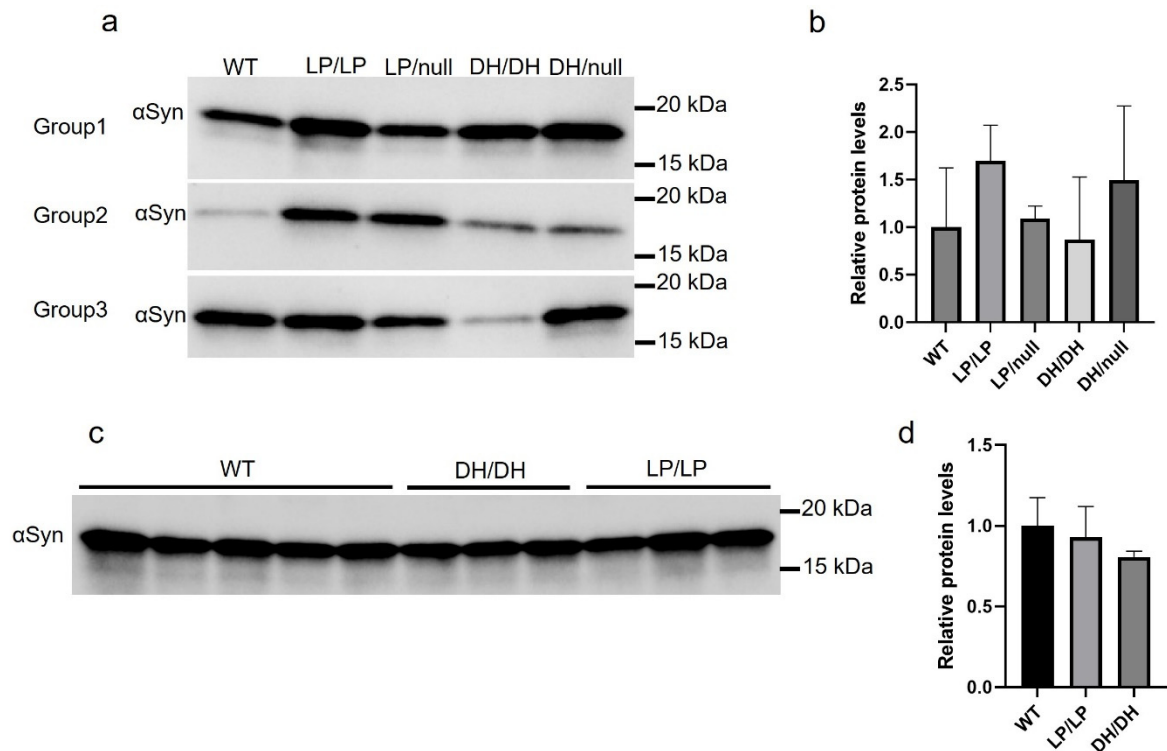 a
WT LP/LP LP/null DH/DH DH/null
Group1 αSyn 20 kDa
15 kDa
Group2 αSyn 20 kDa
15 kDa
Group3 αSyn 20 kDa
15 kDa
b
Relative protein levels
2.5
2.0
1.5
1.0
0.5
0.0
WT LP/LP LP/null DH/DH DH/null
c
WT DH/DH LP/LP
αSyn 20 kDa
15 kDa
d
Relative protein levels
1.5
1.0
0.5
0.0
WT LP/LP DH/DH